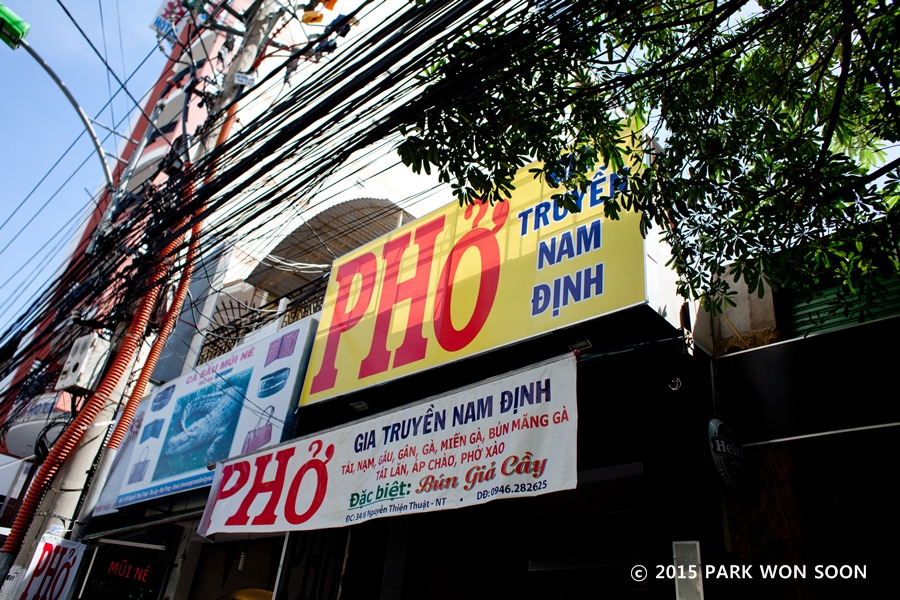 PHỞ
TRUYỀN
NAM
ĐỊNH
CÁ SẤU MŨI NÉ
PHỞ
GIA TRUYỀN NAM ĐỊNH
TÁI, NẠM, GẦU, GÂN, GÀ, MIẾN GÀ, BÚN MĂNG GÀ
TÁI LĂN, ÁP CHẢO, PHỞ XÀO
Đặc biệt: Bún Giả Cầy
ĐC: 34/6 Nguyễn Thiện Thuật - NT • DĐ: 0946.282625
PHỞ
MŨI NÉ
© 2015 PARK WON SOON